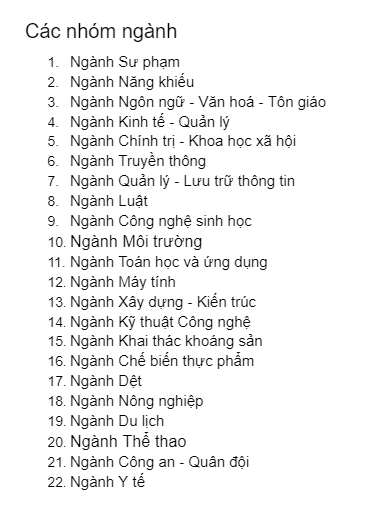 Các nhóm ngành
1. Ngành Sư phạm
2. Ngành Năng khiếu
3. Ngành Ngôn ngữ - Văn hoá - Tôn giáo
4. Ngành Kinh tế - Quản lý
5. Ngành Chính trị - Khoa học xã hội
6. Ngành Truyền thông
7. Ngành Quản lý - Lưu trữ thông tin
8. Ngành Luật
9. Ngành Công nghệ sinh học
10. Ngành Môi trường
11. Ngành Toán học và ứng dụng
12. Ngành Máy tính
13. Ngành Xây dựng - Kiến trúc
14. Ngành Kỹ thuật Công nghệ
15. Ngành Khai thác khoáng sản
16. Ngành Chế biến thực phẩm
17. Ngành Dệt
18. Ngành Nông nghiệp
19. Ngành Du lịch
20. Ngành Thể thao
21. Ngành Công an - Quân đội
22. Ngành Y tế